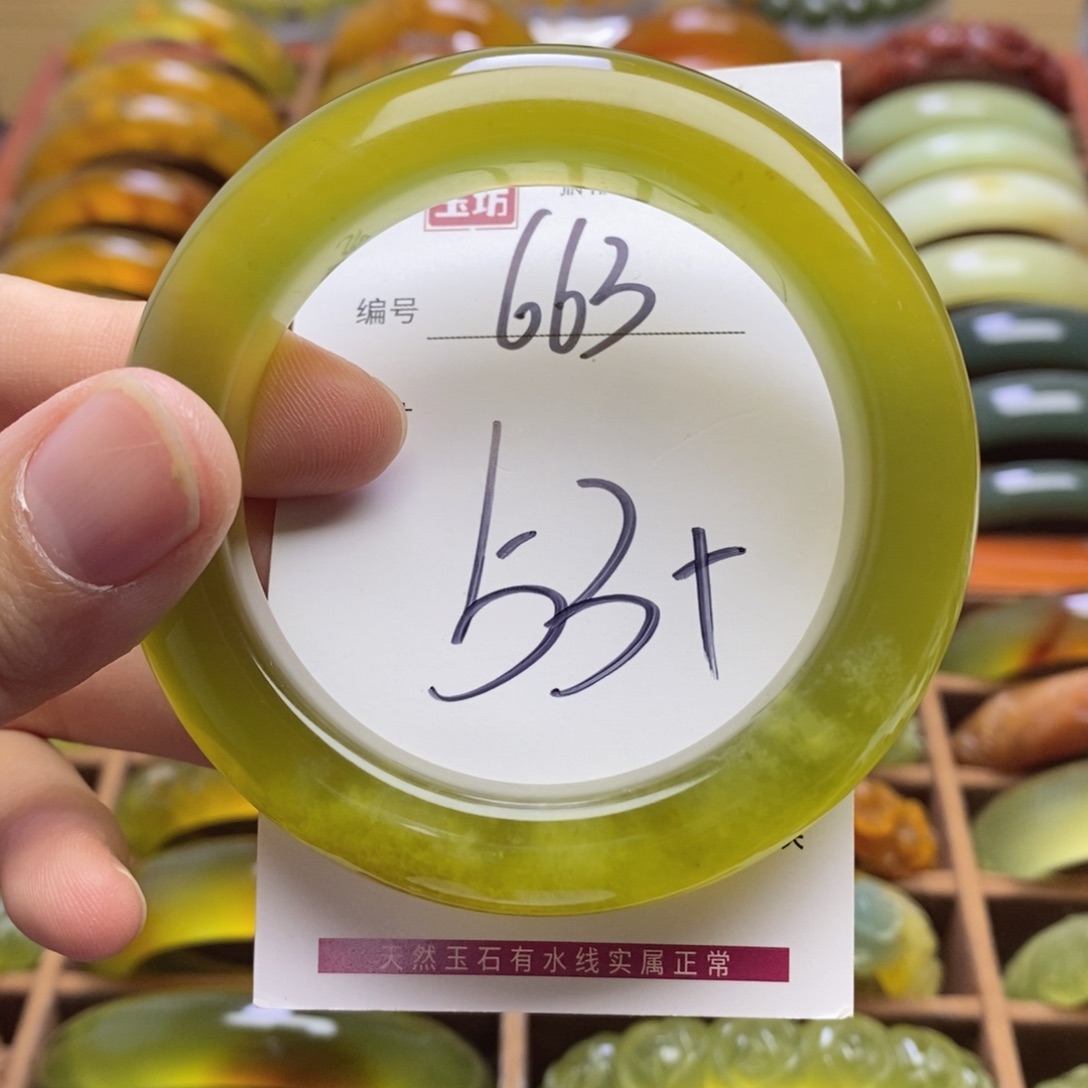 玉坊
编号 663
53+
天然玉石有水线实属正常